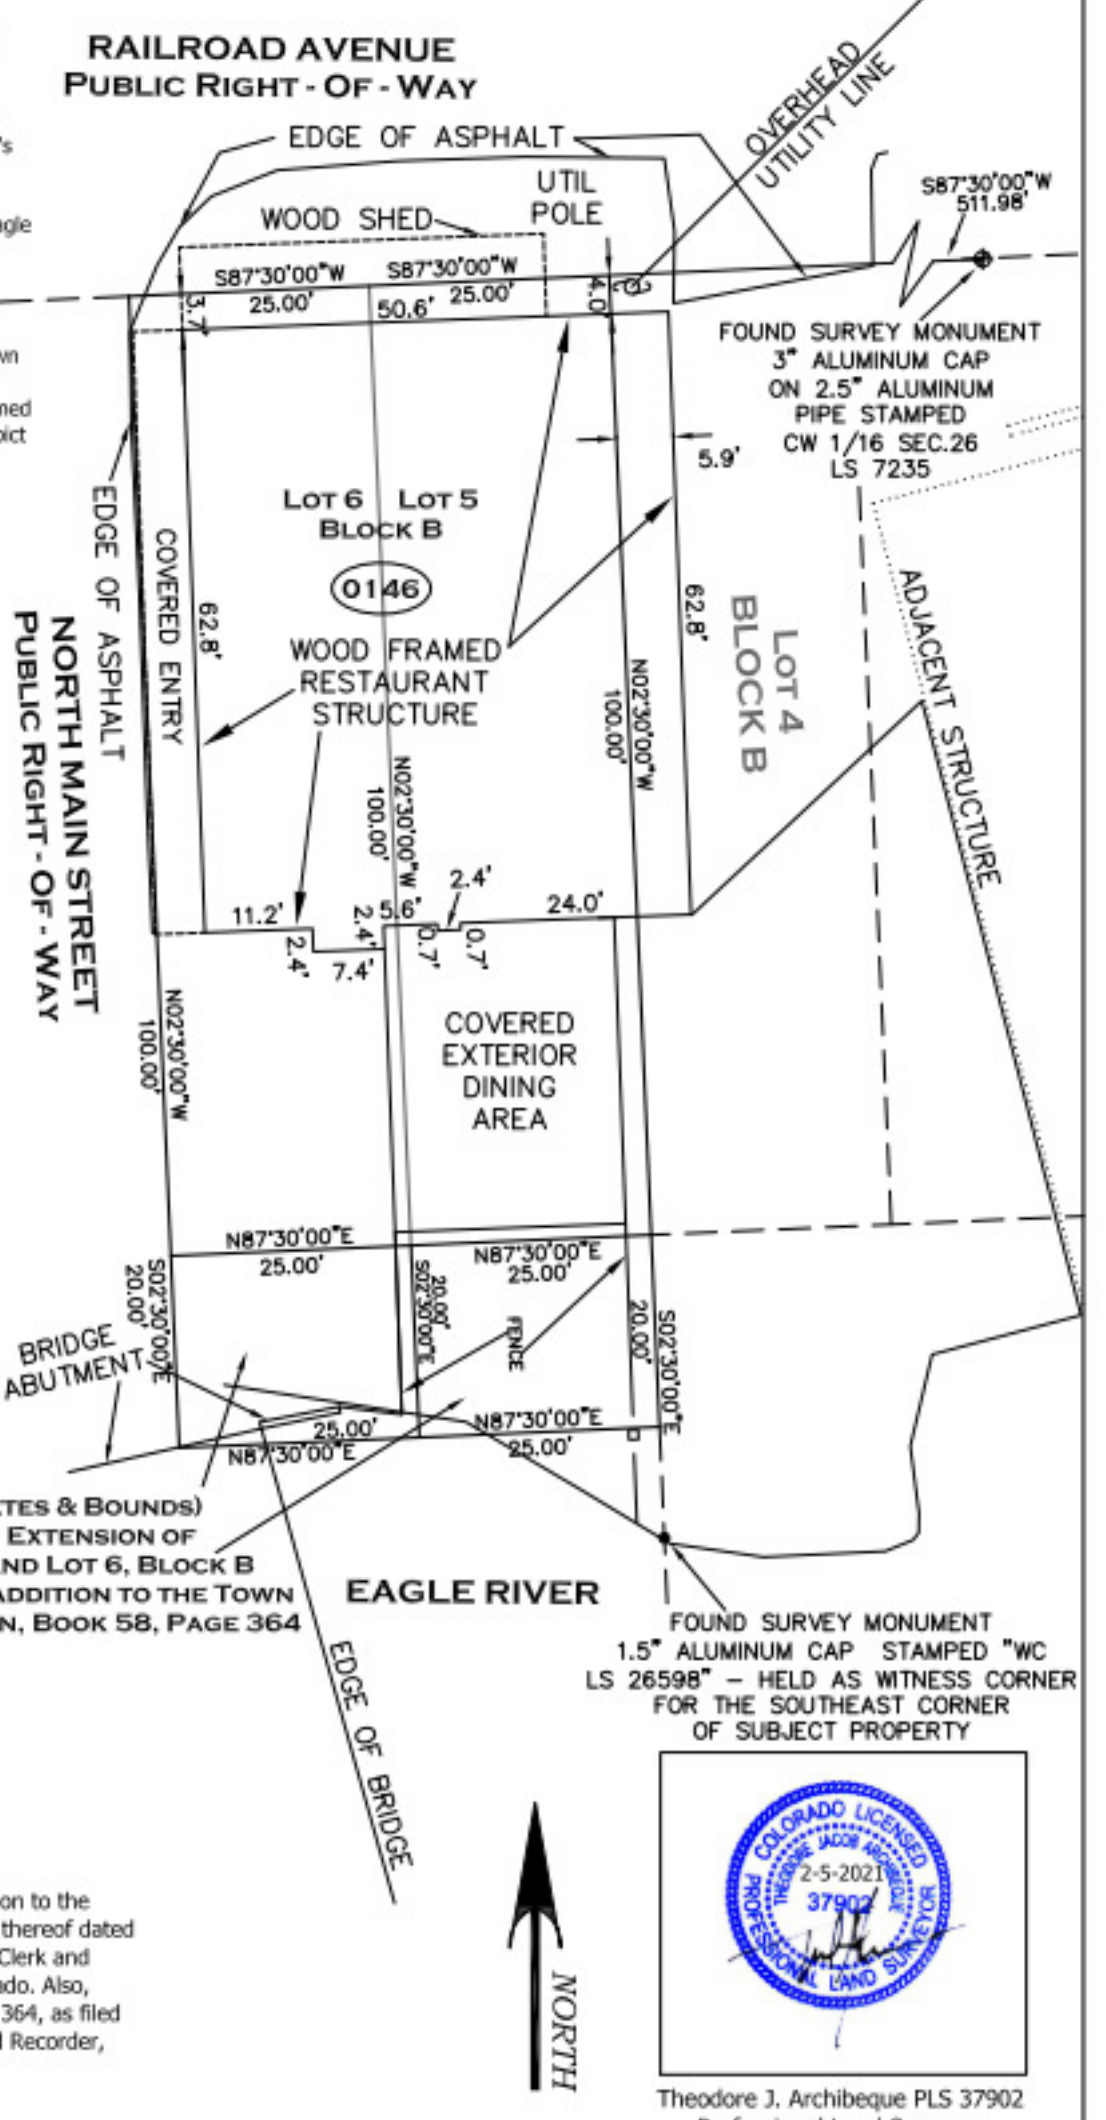 RAILROAD AVENUE
PUBLIC RIGHT - OF - WAY
OVERHEAD
UTILITY LINE
EDGE OF ASPHALT
UTIL
POLE
WOOD SHED
S87°30'00"W
511.98'
S87°30'00"W
25.00'
S87°30'00"W
25.00'
3.7'
50.6'
4.0'
FOUND SURVEY MONUMENT
3" ALUMINUM CAP
ON 2.5" ALUMINUM
PIPE STAMPED
CW 1/16 SEC.26
LS 7235
5.9'
LOT 6
LOT 5
BLOCK B
0146
EDGE OF ASPHALT
COVERED ENTRY
62.8'
WOOD FRAMED
RESTAURANT
STRUCTURE
62.8'
LOT 4
BLOCK B
ADJACENT STRUCTURE
NORTH MAIN STREET
PUBLIC RIGHT - OF - WAY
N02°30'00"W
100.00'
N02°30'00"W
100.00'
11.2'
2.4'
7.4'
2.4'
5.6'
0.7'
2.4'
0.7'
24.0'
N02°30'00"W
100.00'
COVERED
EXTERIOR
DINING
AREA
N87°30'00"E
25.00'
N87°30'00"E
25.00'
S02°30'00"E
20.00'
20.00'
S02°30'00"E
FENCE
20.00'
S02°30'00"E
BRIDGE
ABUTMENT
25.00'
N87°30'00"E
N87°30'00"E
25.00'
& BOUNDS)
EXTENSION OF
LOT 6, BLOCK B
ADDITION TO THE TOWN
BOOK 58, PAGE 364
EAGLE RIVER
EDGE OF BRIDGE
FOUND SURVEY MONUMENT
1.5" ALUMINUM CAP STAMPED "WC
LS 26598" – HELD AS WITNESS CORNER
FOR THE SOUTHEAST CORNER
OF SUBJECT PROPERTY
NORTH
COLORADO LICENSED
THEODORE JACOB ARCHIBEQUE
2-5-2021
37902
PROFESSIONAL LAND SURVEYOR
to the
thereof dated
Clerk and
Also,
364, as filed
Recorder,
Theodore J. Archibeque PLS 37902